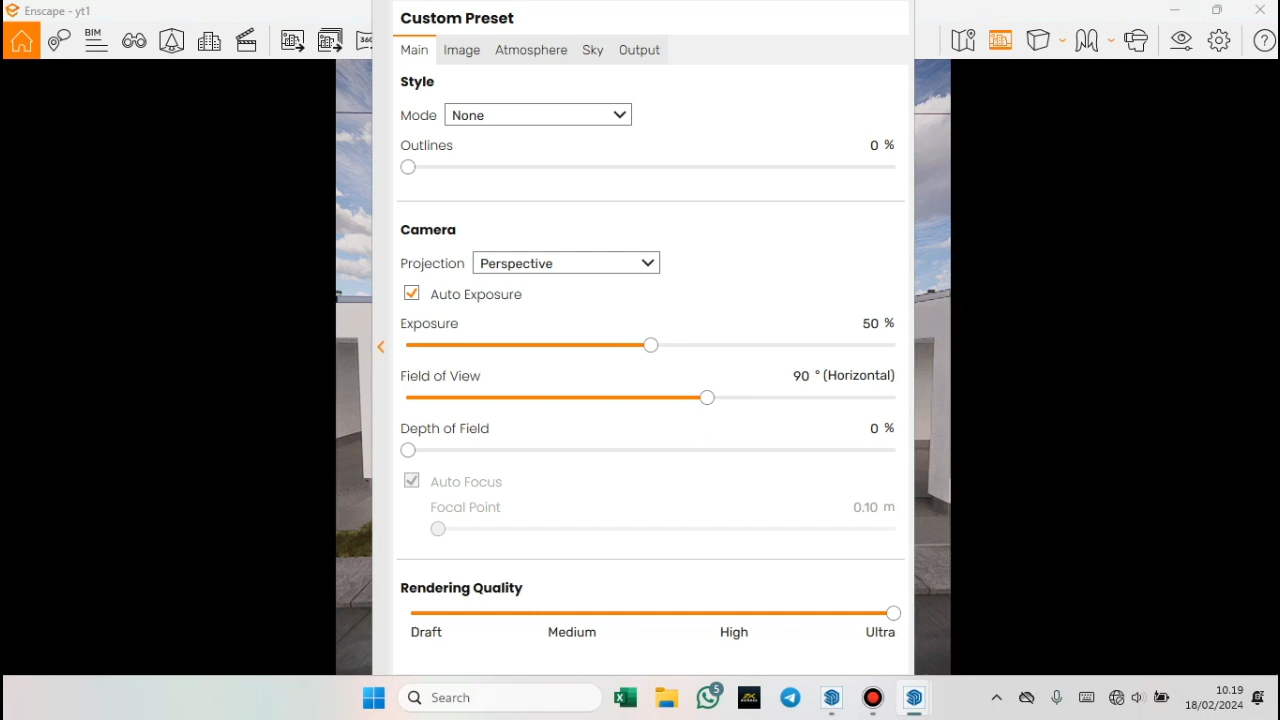 Enscape - yt1
BIM
360
Custom Preset
Main Image Atmosphere Sky Output
Style
Mode None
Outlines 0 %
Camera
Projection Perspective
Auto Exposure
Exposure 50 %
Field of View 90 ° (Horizontal)
Depth of Field 0 %
Auto Focus
Focal Point 0.10 m
Rendering Quality
Draft Medium High Ultra
Search
5
10.19
18/02/2024